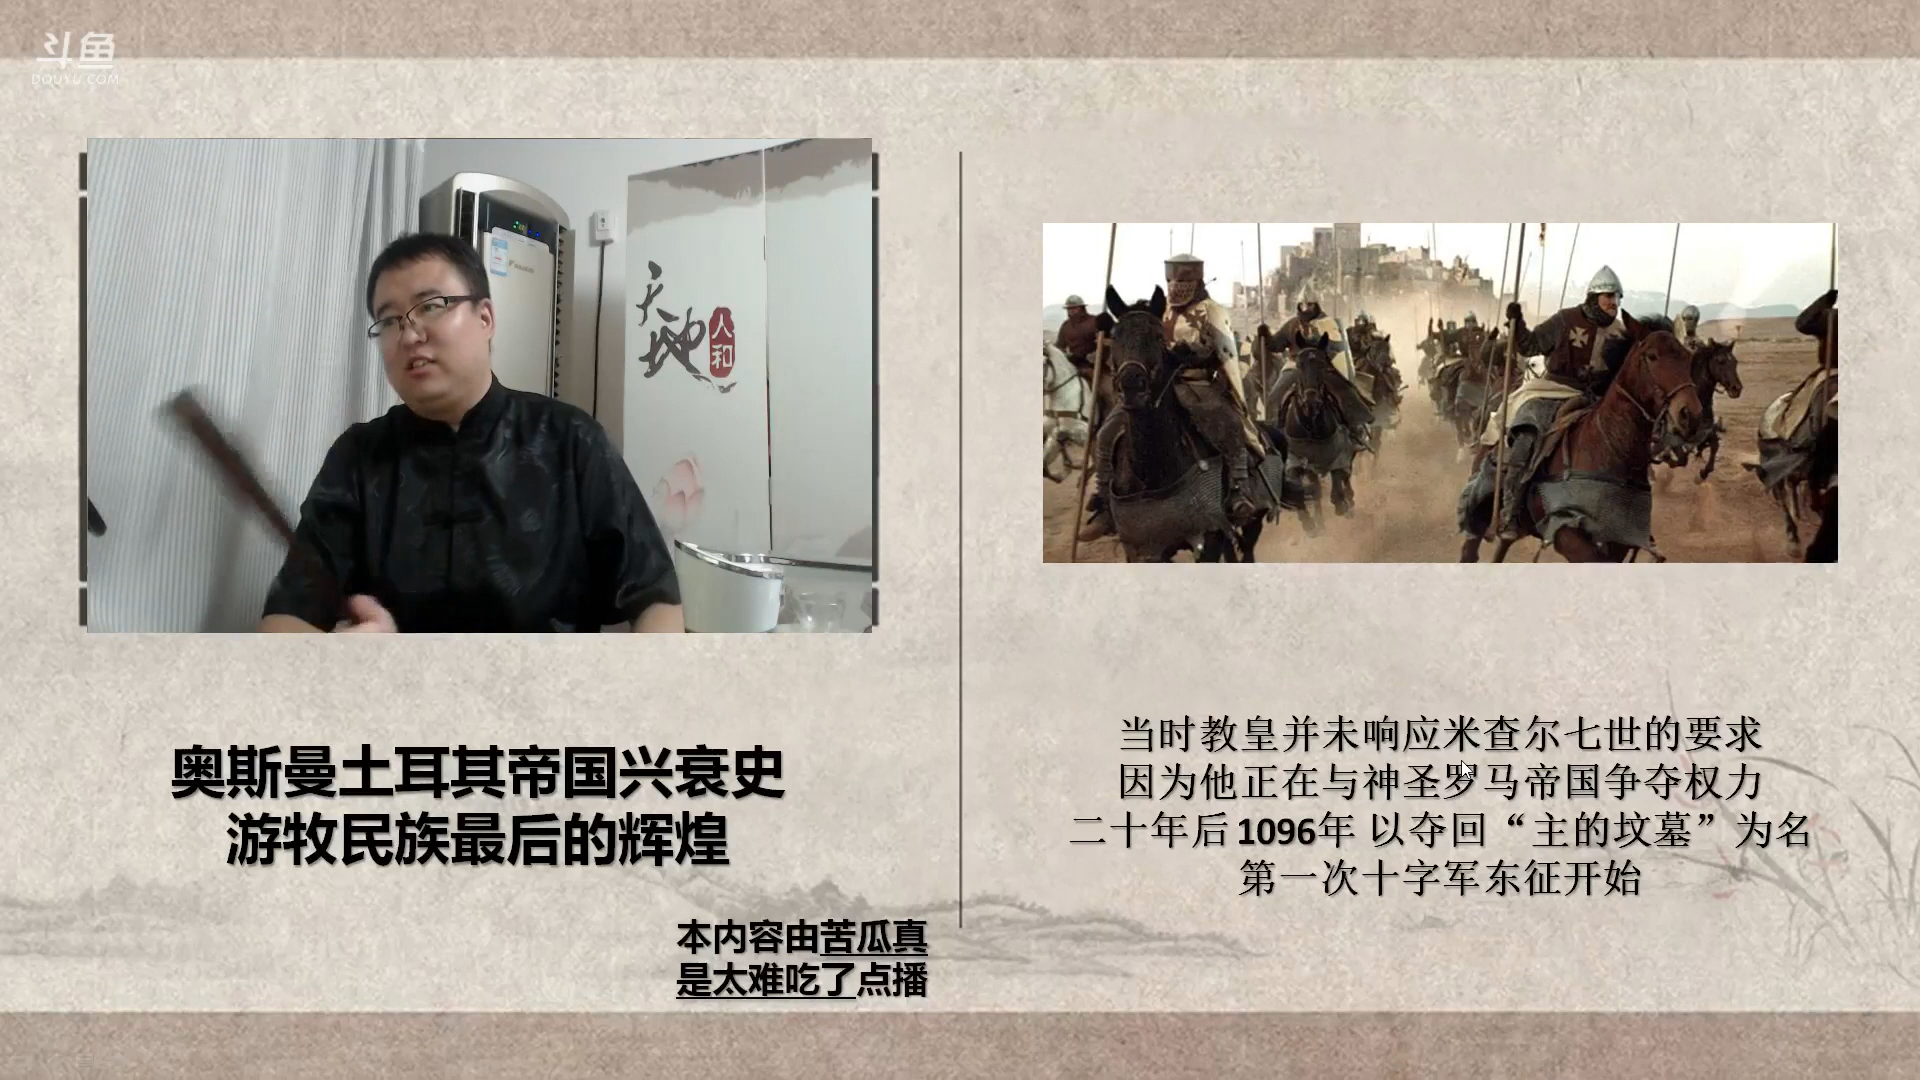 斗鱼
DOUYU.COM
天地
人和
奥斯曼土耳其帝国兴衰史
游牧民族最后的辉煌
本内容由苦瓜真
是太难吃了点播
当时教皇并未响应米查尔七世的要求
因为他正在与神圣罗马帝国争夺权力
二十年后1096年 以夺回“主的坟墓”为名
第一次十字军东征开始